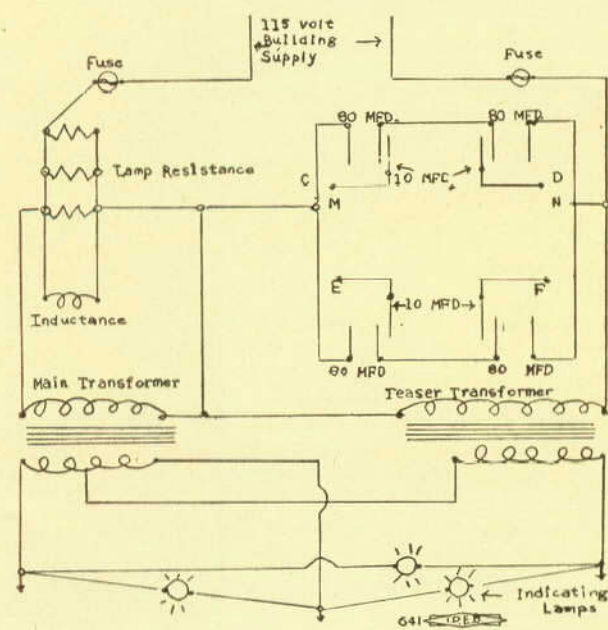 115 volt
Building
Supply
Fuse
Fuse
80 MFD.
80 MFD.
Lamp Resistance
C
10 MFD
D
M
N
E
10 MFD
F
Inductance
80 MFD
80 MFD
Main Transformer
Teaser Transformer
Indicating
Lamps
641
IDEA